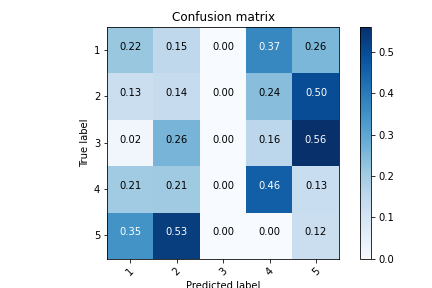 Confusion matrix
1 0.22 0.15 0.00 0.37 0.26
2 0.13 0.14 0.00 0.24 0.50
3 0.02 0.26 0.00 0.16 0.56
4 0.21 0.21 0.00 0.46 0.13
5 0.35 0.53 0.00 0.00 0.12
1 2 3 4 5
True label
Predicted label
0.5
0.4
0.3
0.2
0.1
0.0